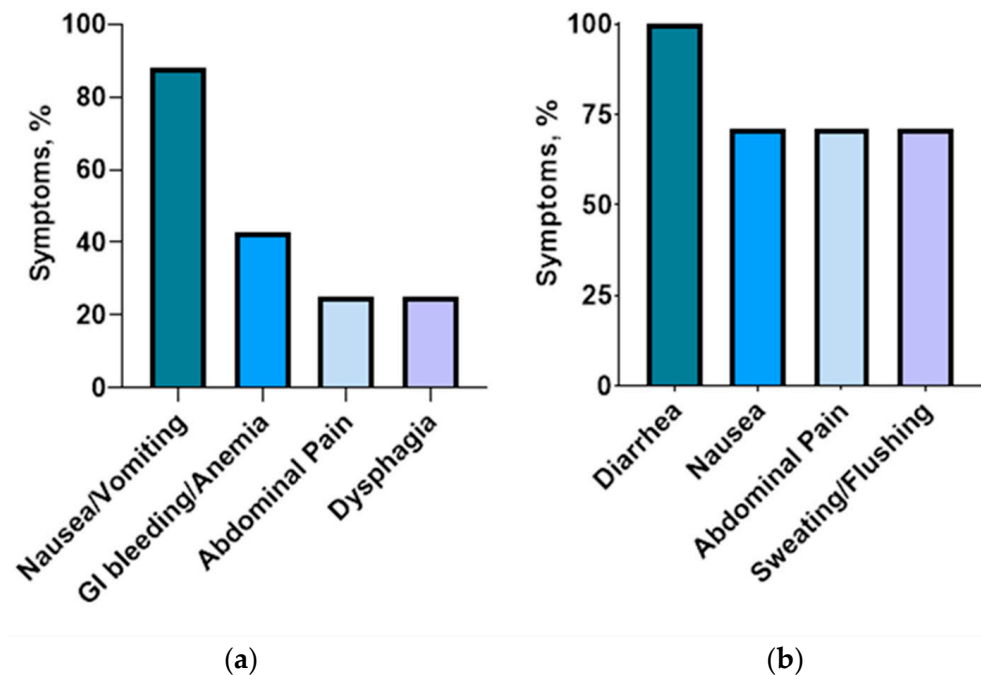 Symptoms, %
100
80
60
40
20
0
Nausea/Vomiting
GI bleeding/Anemia
Abdominal Pain
Dysphagia
(a)
Symptoms, %
100
75
50
25
0
Diarrhea
Nausea
Abdominal Pain
Sweating/Flushing
(b)